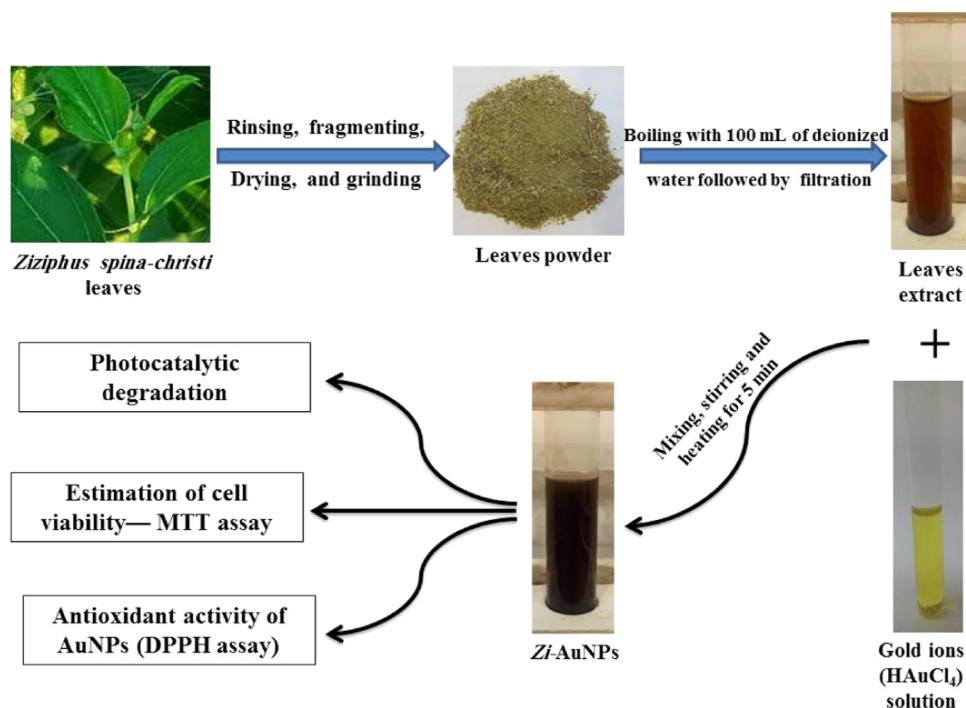 Rinsing, fragmenting,
Drying, and grinding
Boiling with 100 mL of deionized
water followed by filtration
Ziziphus spina-christi
leaves
Leaves powder
Leaves
extract
+
Mixing, stirring and
heating for 5 min
Photocatalytic
degradation
Estimation of cell
viability— MTT assay
Antioxidant activity of
AuNPs (DPPH assay)
Zi-AuNPs
Gold ions
(HAuCl₄)
solution